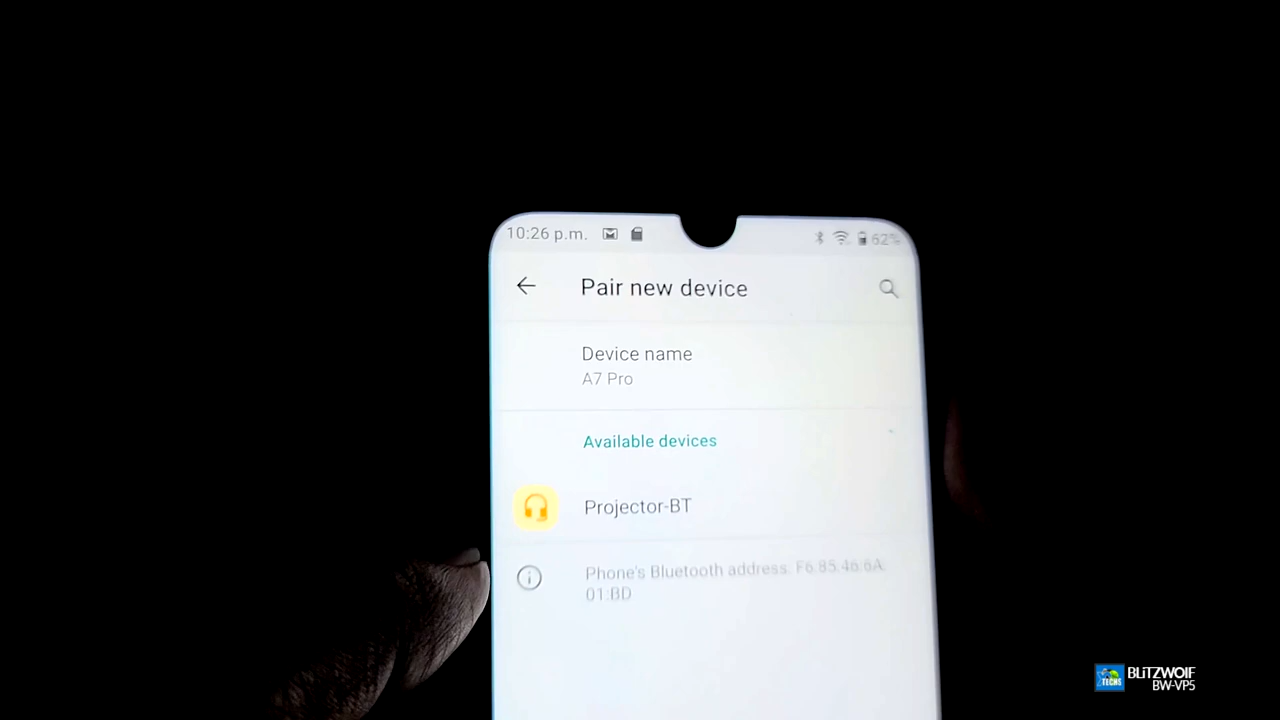 10:26 p.m.
62%
Pair new device
Device name
A7 Pro
Available devices
Projector-BT
Phone's Bluetooth address: F6:85:46:6A:
01:BD
TECHS
BLiTZWOlF
BW-VP5